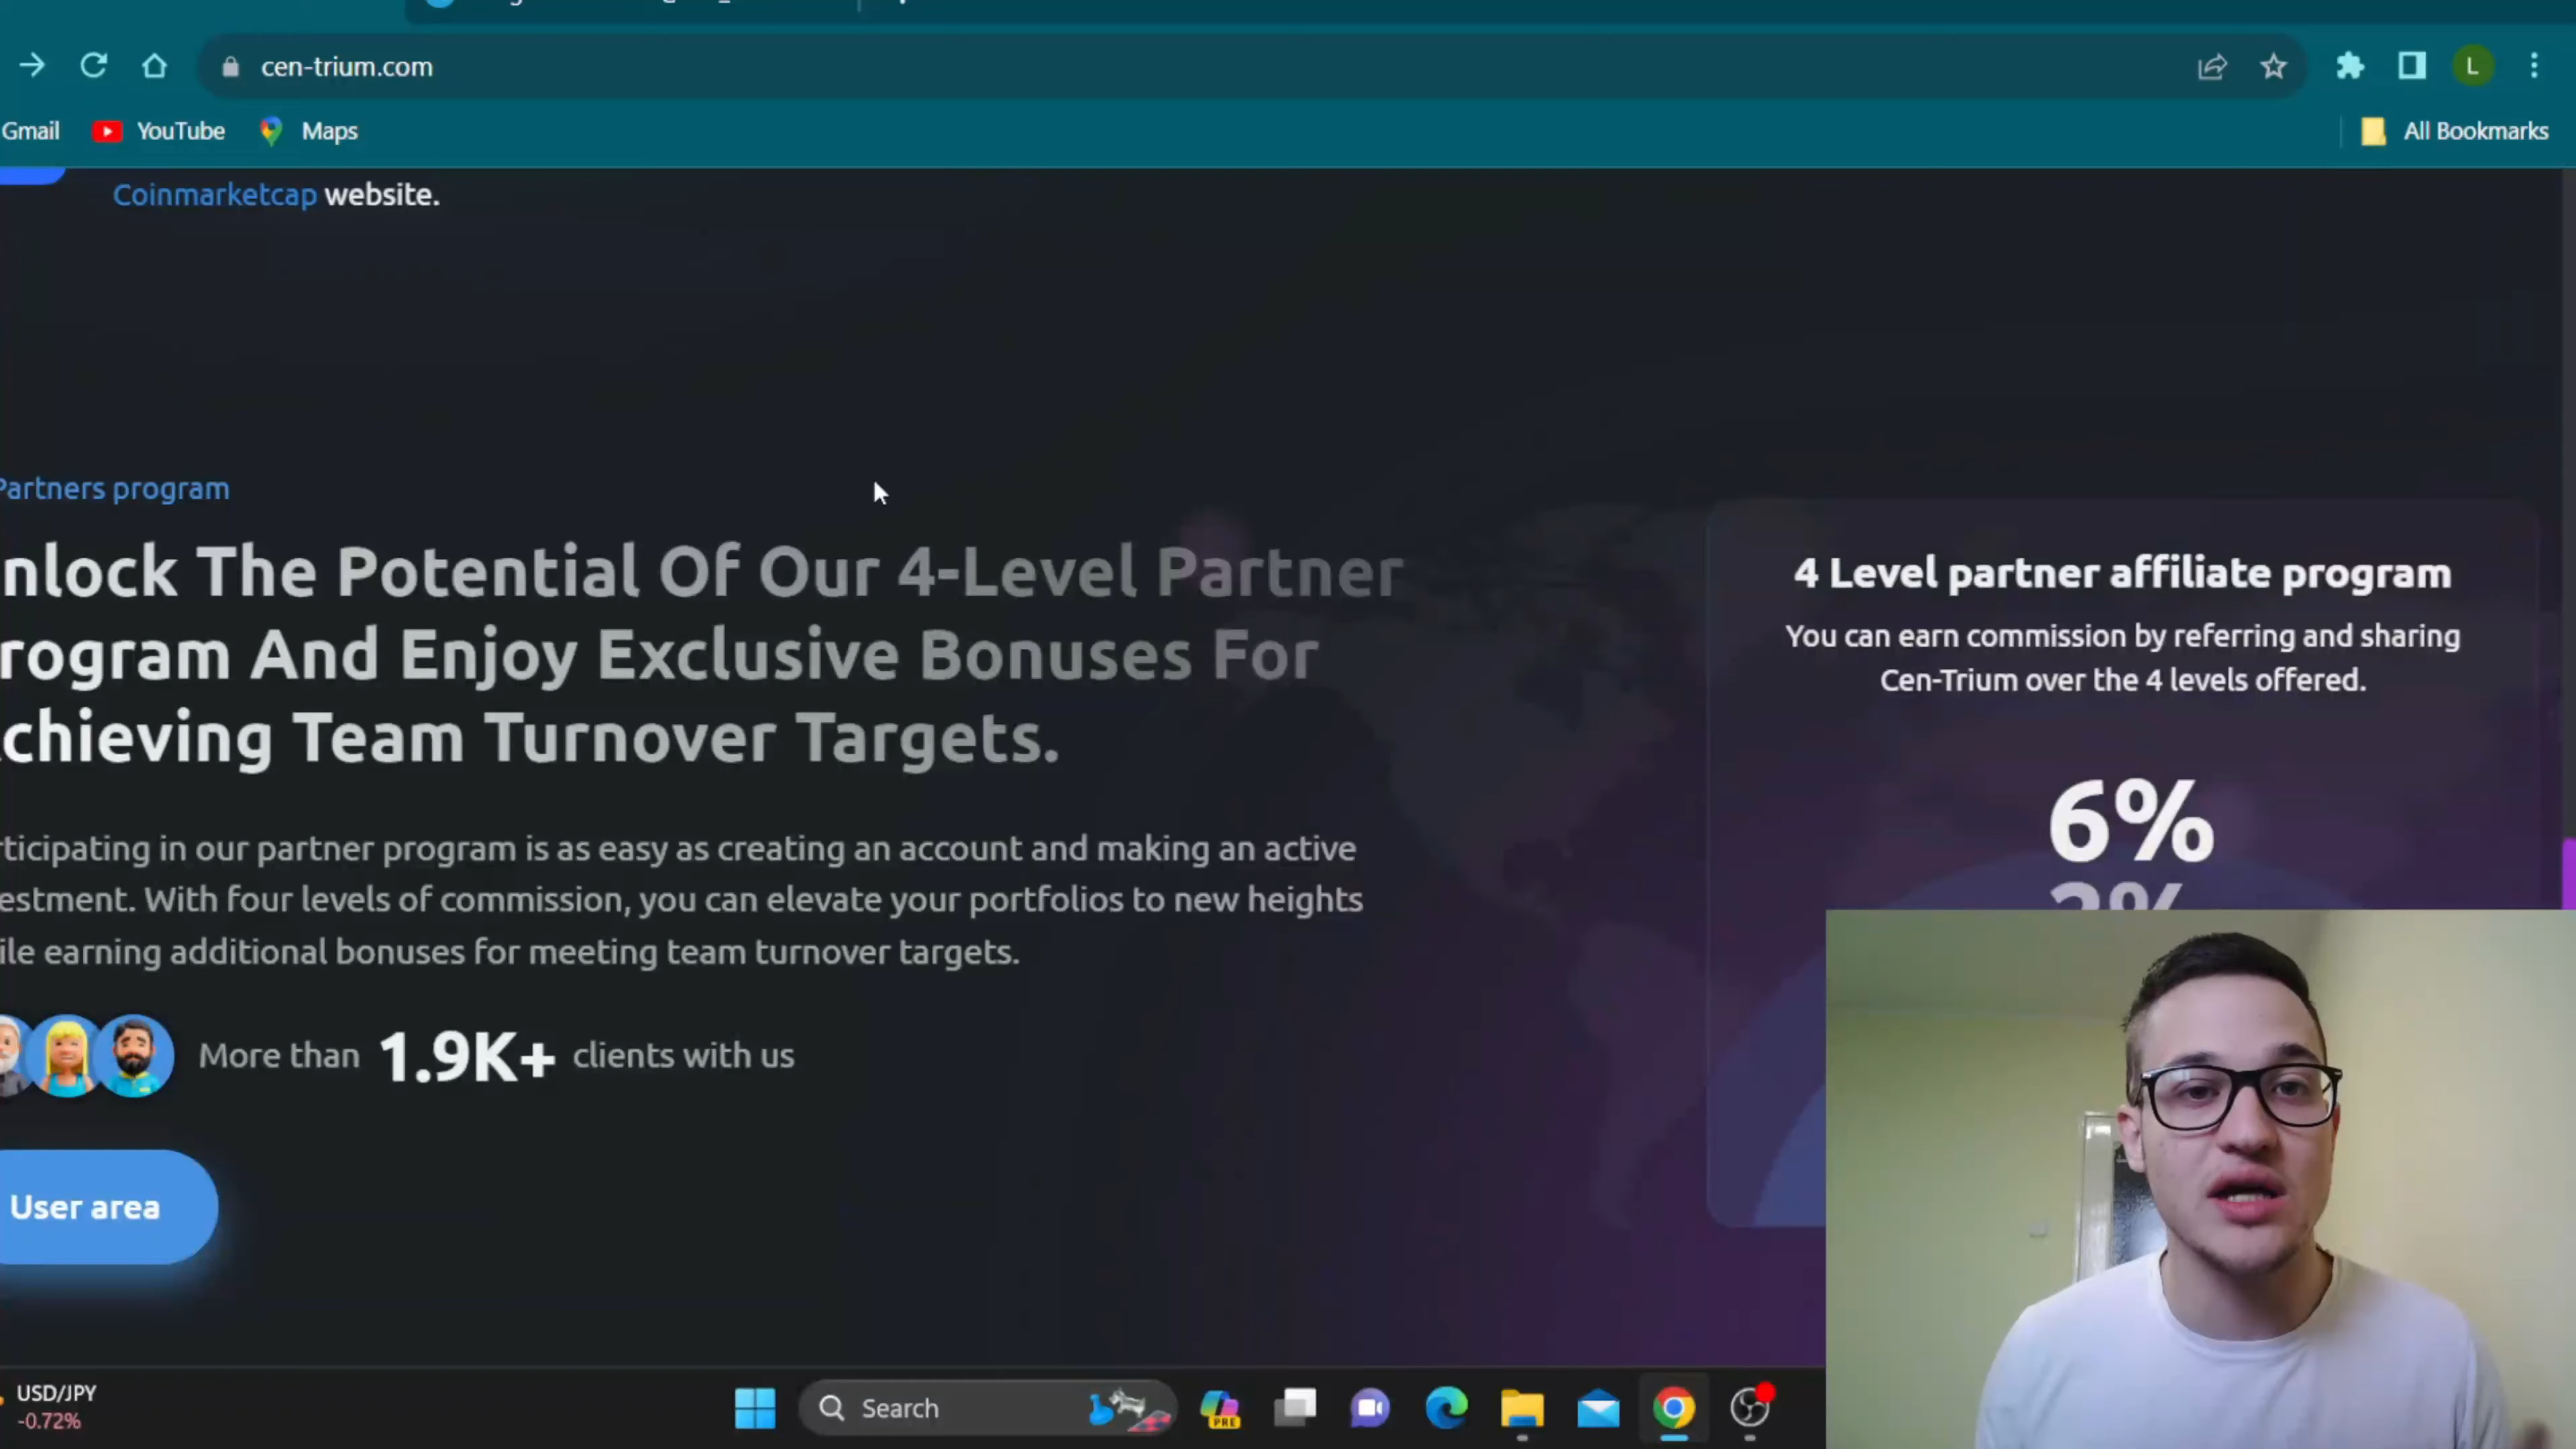 cen-trium.com
L
Gmail YouTube Maps All Bookmarks
Coinmarketcap website.
Partners program
nlock The Potential Of Our 4-Level Partner
rogram And Enjoy Exclusive Bonuses For
chieving Team Turnover Targets.
ticipating in our partner program is as easy as creating an account and making an active
estment. With four levels of commission, you can elevate your portfolios to new heights
ile earning additional bonuses for meeting team turnover targets.
More than 1.9K+ clients with us
User area
4 Level partner affiliate program
You can earn commission by referring and sharing
Cen-Trium over the 4 levels offered.
6%
USD/JPY
-0.72%
Search
PRE